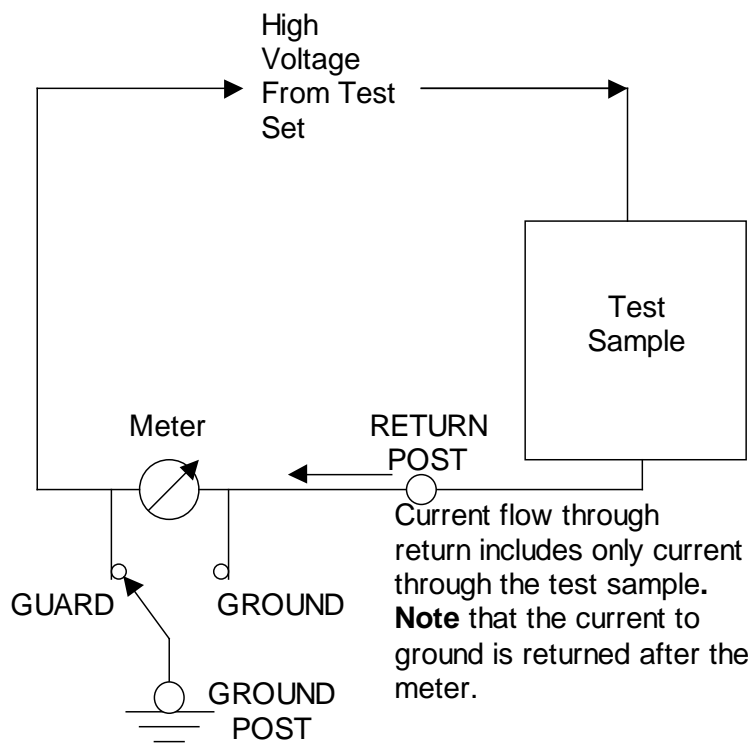 High
Voltage
From Test
Set
Test
Sample
Meter
RETURN
POST
Current flow through
return includes only current
through the test sample.
Note that the current to
ground is returned after the
meter.
GUARD
GROUND
GROUND
POST